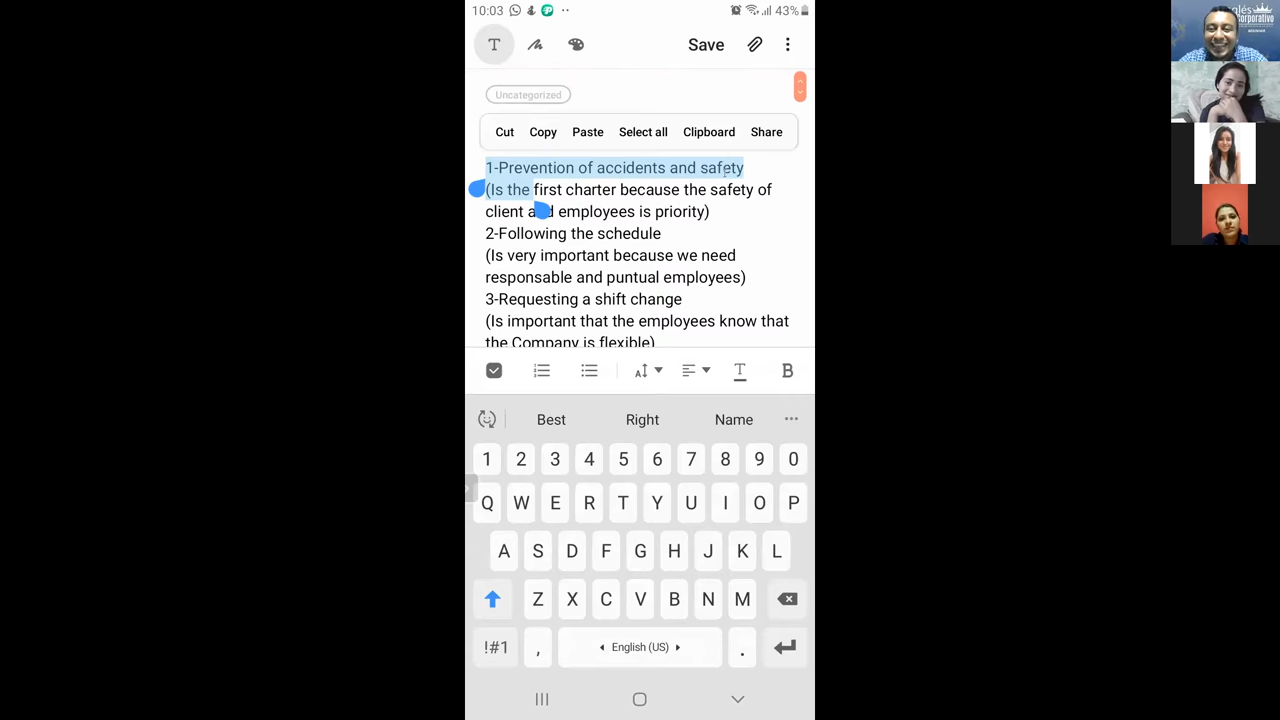 10:03
43%
T
Save
Uncategorized
Cut Copy Paste Select all Clipboard Share
1-Prevention of accidents and safety
(Is the first charter because the safety of
client and employees is priority)
2-Following the schedule
(Is very important because we need
responsable and puntual employees)
3-Requesting a shift change
(Is important that the employees know that
the Company is flexible)
T B
Best Right Name
1 2 3 4 5 6 7 8 9 0
Q W E R T Y U I O P
A S D F G H J K L
Z X C V B N M
!#1 , English (US) .
glés
Corporativo